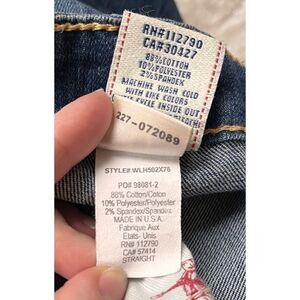 RN#112790
CA#30427
88%COTTON
10%POLYESTER
2%SPANDEX
MACHINE WASH COLD
WITH LIKE COLORS
CYCLE INSIDE OUT
227-072089
STYLE# WLH502X76
PO# 98081-2
88% Cotton/Coton
10% Polyester/Polyester
2% Spandex/Spandex
MADE IN U.S.A.
Fabrique Aux
Etats- Unis
RN# 112790
CA# 57414
STRAIGHT